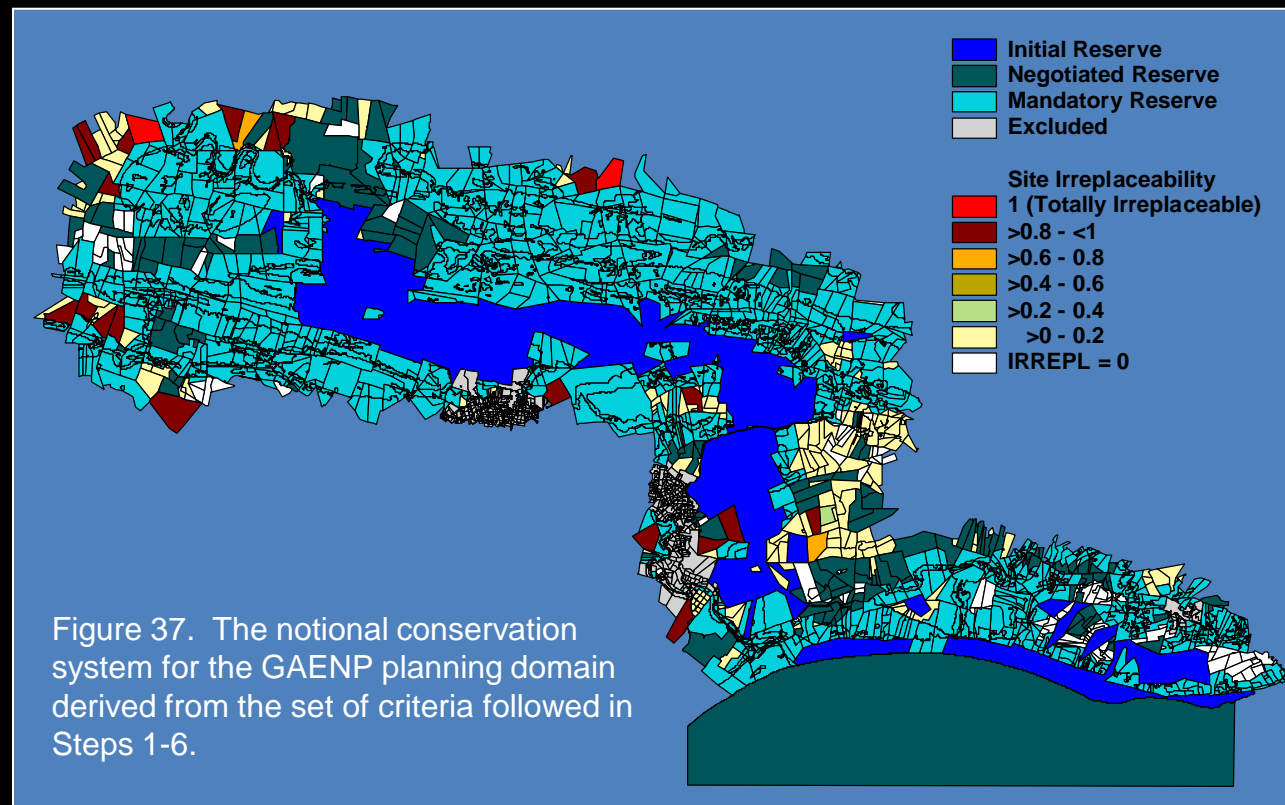 Initial Reserve
Negotiated Reserve
Mandatory Reserve
Excluded
Site Irreplaceability
1 (Totally Irreplaceable)
>0.8 - <1
>0.6 - 0.8
>0.4 - 0.6
>0.2 - 0.4
>0 - 0.2
IRREPL = 0
Figure 37. The notional conservation
system for the GAENP planning domain
derived from the set of criteria followed in
Steps 1-6.